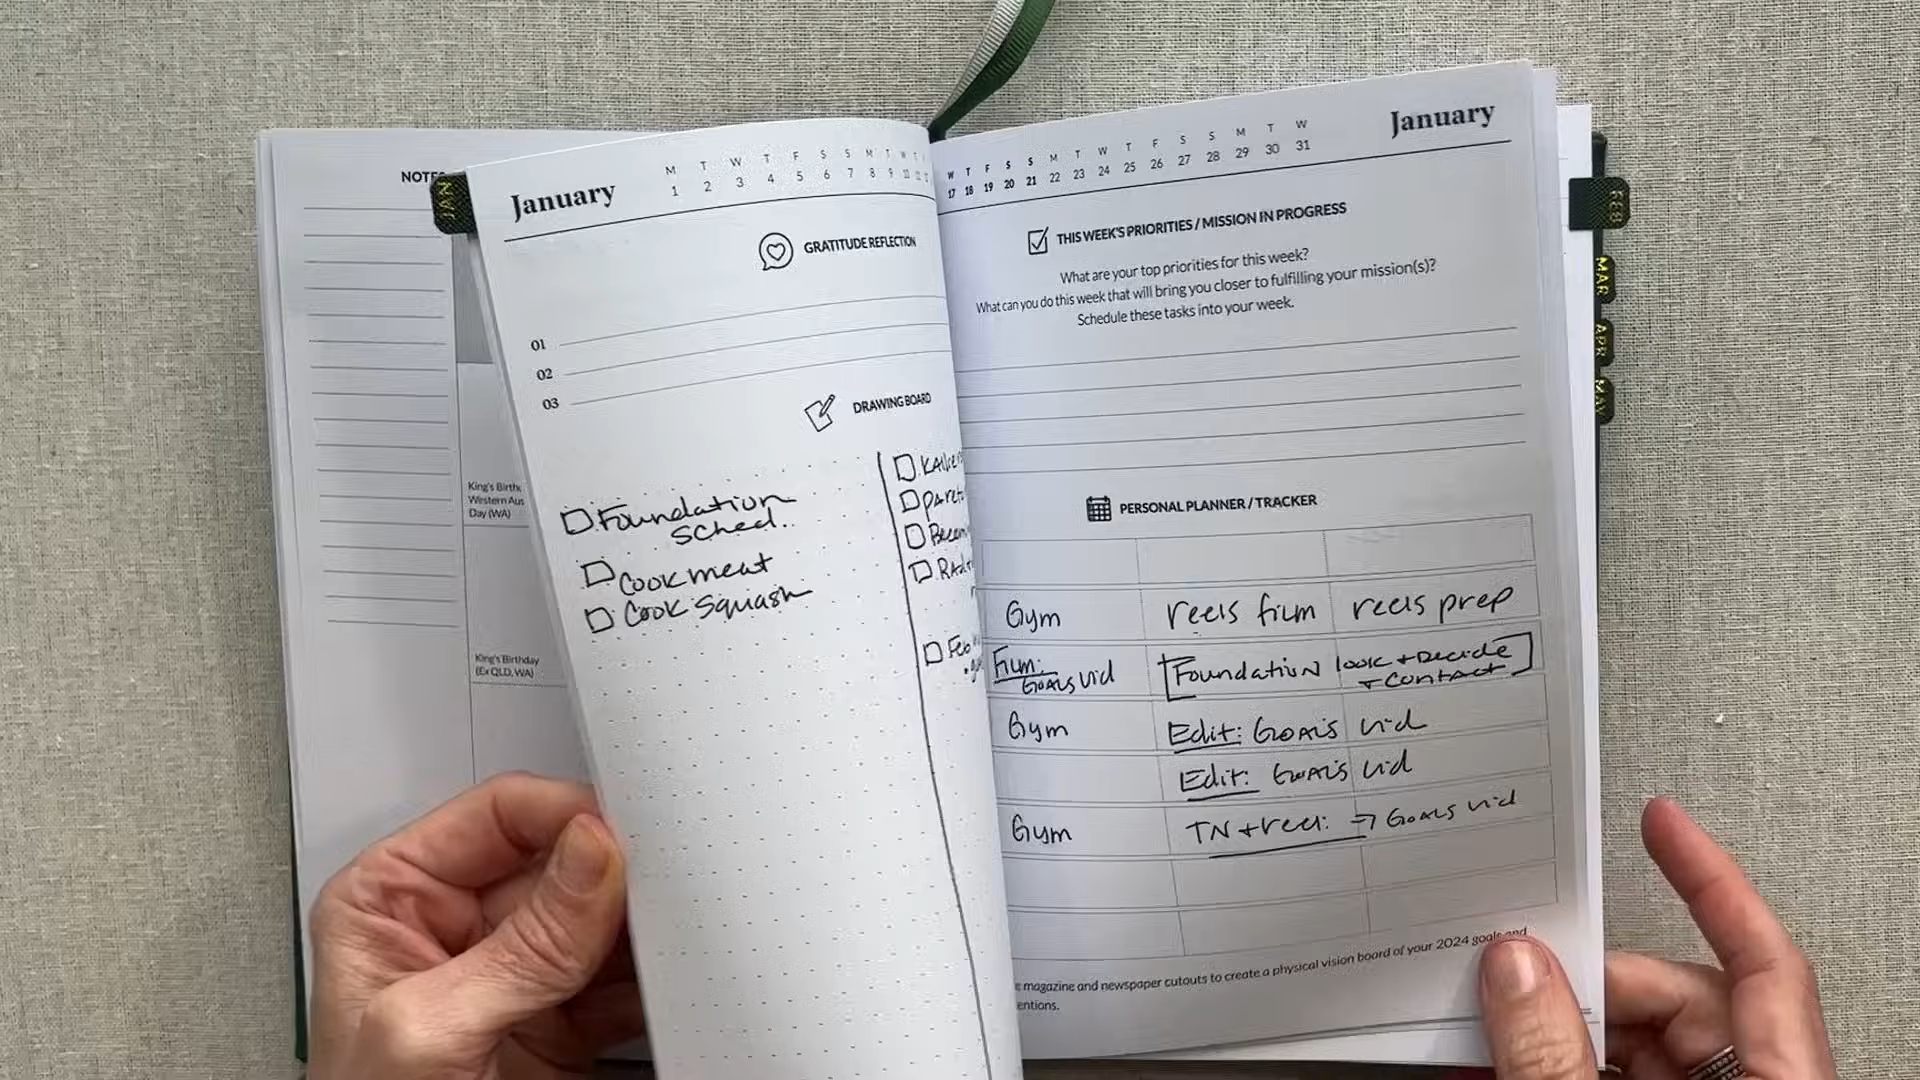 NOTES
King's Birth
Western Aus
Day (WA)
King's Birthday
(Ex QLD, WA)
JAN
January
M T W T F S S M T W T
1 2 3 4 5 6 7 8 9 10
GRATITUDE REFLECTION
01
02
03
DRAWING BOARD
Foundation
sched..
Cook meat
Cook squash
January
W T F S S M T W T F S S M T W
17 18 19 20 21 22 23 24 25 26 27 28 29 30 31
THIS WEEK'S PRIORITIES / MISSION IN PROGRESS
What are your top priorities for this week?
What can you do this week that will bring you closer to fulfilling your mission(s)?
Schedule these tasks into your week.
PERSONAL PLANNER / TRACKER
Gym reels film reels prep
Film: Goals vid Foundation look + Decide + contact
Gym Edit: Goals vid
Edit: Goals vid
Gym TN + reel: → Goals vid
magazine and newspaper cutouts to create a physical vision board of your 2024 goals and
entions.
FEB
MAR
APR
MAY